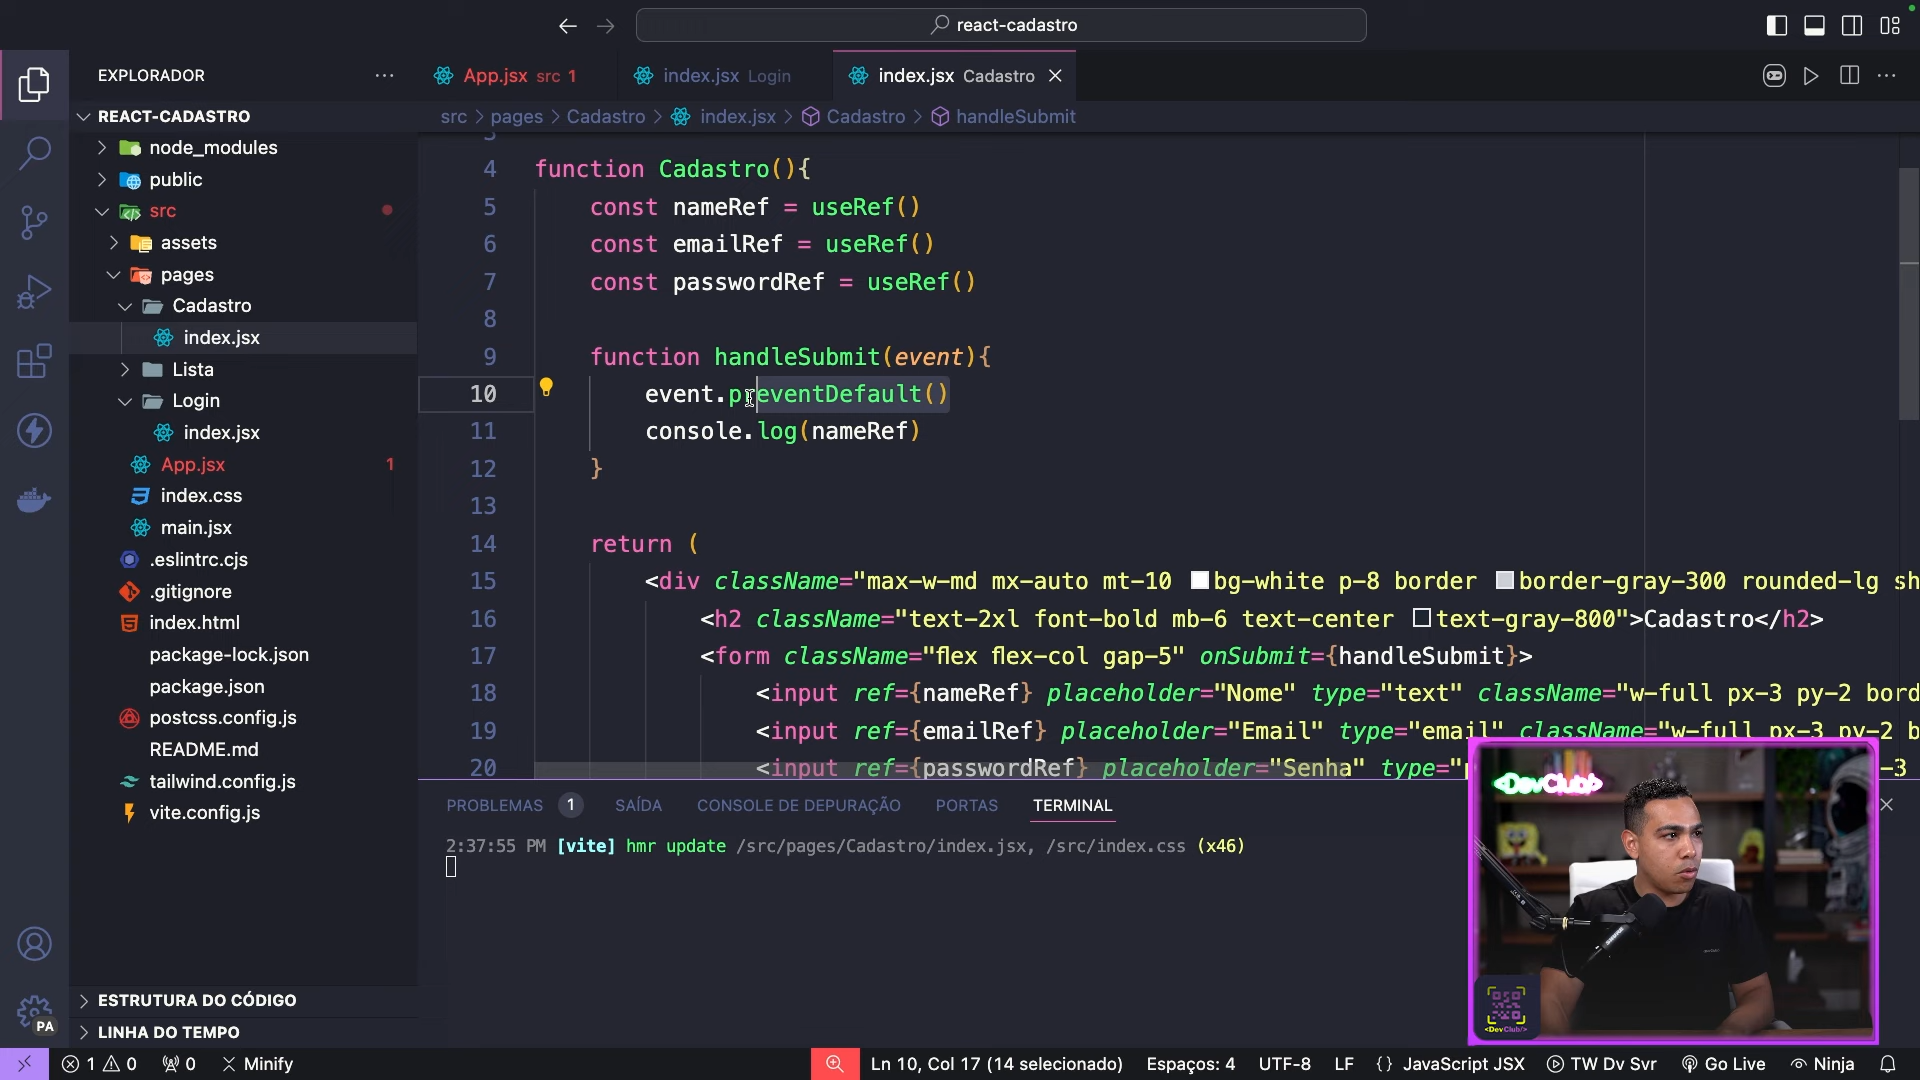 react-cadastro
EXPLORADOR
App.jsx src 1
index.jsx Login
index.jsx Cadastro
REACT-CADASTRO
src > pages > Cadastro > index.jsx > Cadastro > handleSubmit
node_modules
public
src
assets
pages
Cadastro
index.jsx
Lista
Login
index.jsx
App.jsx 1
index.css
main.jsx
.eslintrc.cjs
.gitignore
index.html
package-lock.json
package.json
postcss.config.js
README.md
tailwind.config.js
vite.config.js
ESTRUTURA DO CÓDIGO
LINHA DO TEMPO
3
4 function Cadastro(){
5 const nameRef = useRef()
6 const emailRef = useRef()
7 const passwordRef = useRef()
8
9 function handleSubmit(event){
10 event.preventDefault()
11 console.log(nameRef)
12 }
13
14 return (
15 <div className="max-w-md mx-auto mt-10 bg-white p-8 border border-gray-300 rounded-lg sh
16 <h2 className="text-2xl font-bold mb-6 text-center text-gray-800">Cadastro</h2>
17 <form className="flex flex-col gap-5" onSubmit={handleSubmit}>
18 <input ref={nameRef} placeholder="Nome" type="text" className="w-full px-3 py-2 bord
19 <input ref={emailRef} placeholder="Email" type="email" className="w-full px-3 py-2 b
20 <input ref={passwordRef} placeholder="Senha" type="p -3
PROBLEMAS 1 SAÍDA CONSOLE DE DEPURAÇÃO PORTAS TERMINAL
2:37:55 PM [vite] hmr update /src/pages/Cadastro/index.jsx, /src/index.css (x46)
<DevClub/>
<DevClub/>
PA
1 0 0 Minify Ln 10, Col 17 (14 selecionado) Espaços: 4 UTF-8 LF {} JavaScript JSX TW Dv Svr Go Live Ninja